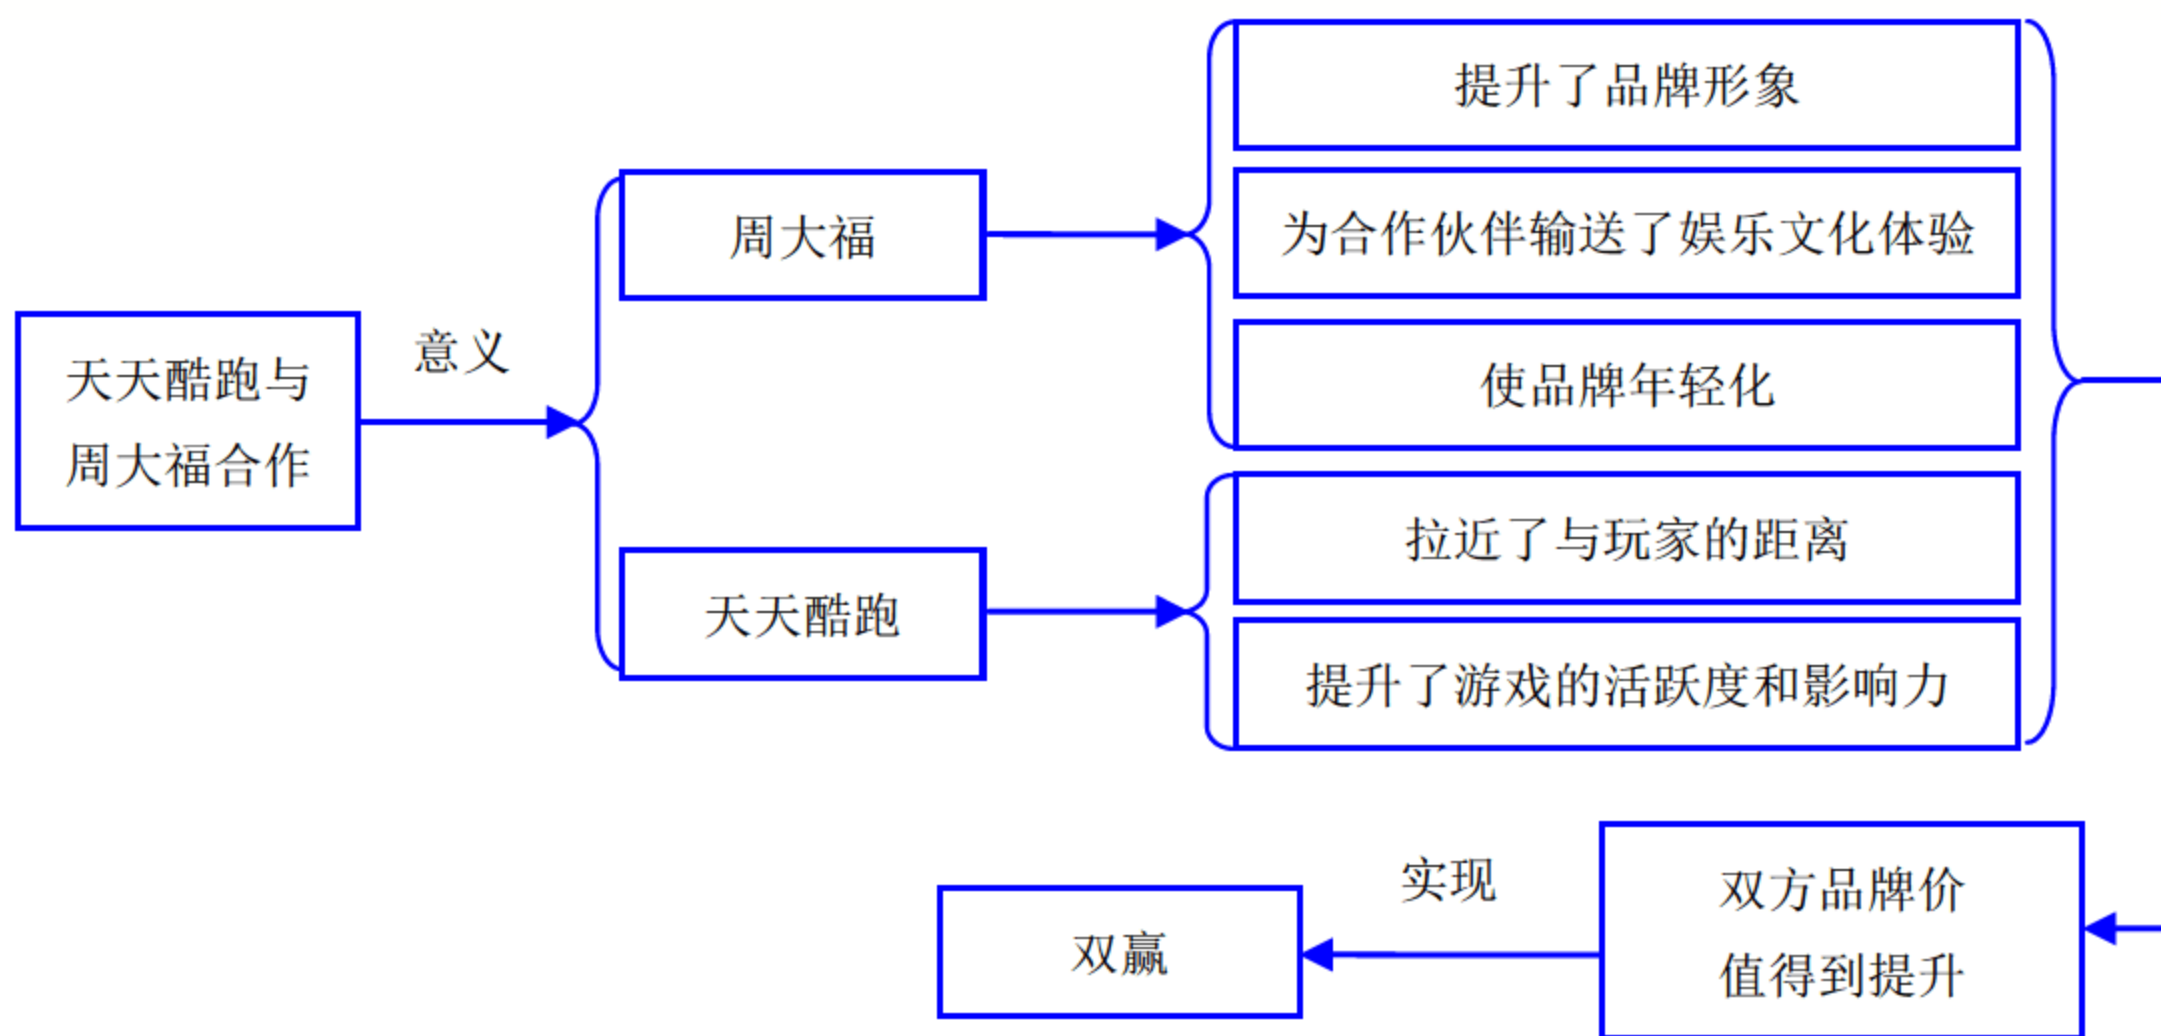 天天酷跑与
周大福合作
意义
周大福
天天酷跑
提升了品牌形象
为合作伙伴输送了娱乐文化体验
使品牌年轻化
拉近了与玩家的距离
提升了游戏的活跃度和影响力
双方品牌价
值得到提升
实现
双赢